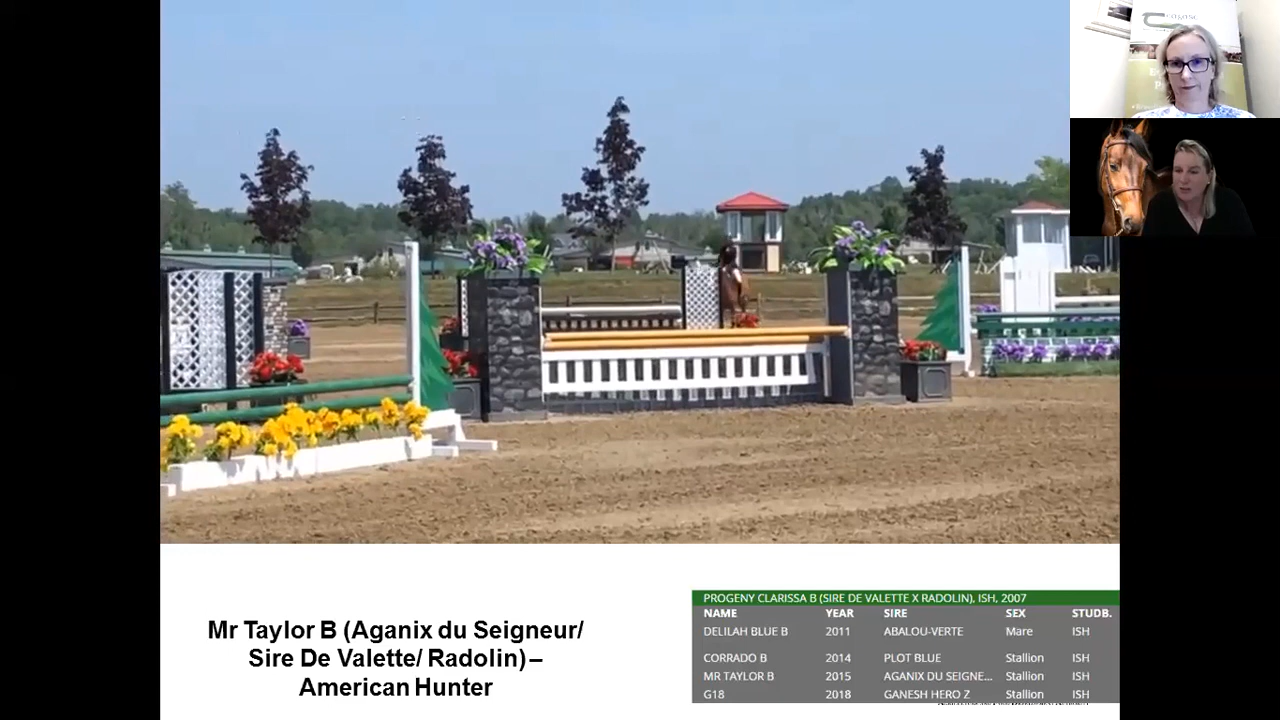 Mr Taylor B (Aganix du Seigneur/
Sire De Valette/ Radolin) –
American Hunter
PROGENY CLARISSA B (SIRE DE VALETTE X RADOLIN), ISH, 2007
NAME YEAR SIRE SEX STUDB.
DELILAH BLUE B 2011 ABALOU-VERTE Mare ISH
CORRADO B 2014 PLOT BLUE Stallion ISH
MR TAYLOR B 2015 AGANIX DU SEIGNE... Stallion ISH
G18 2018 GANESH HERO Z Stallion ISH